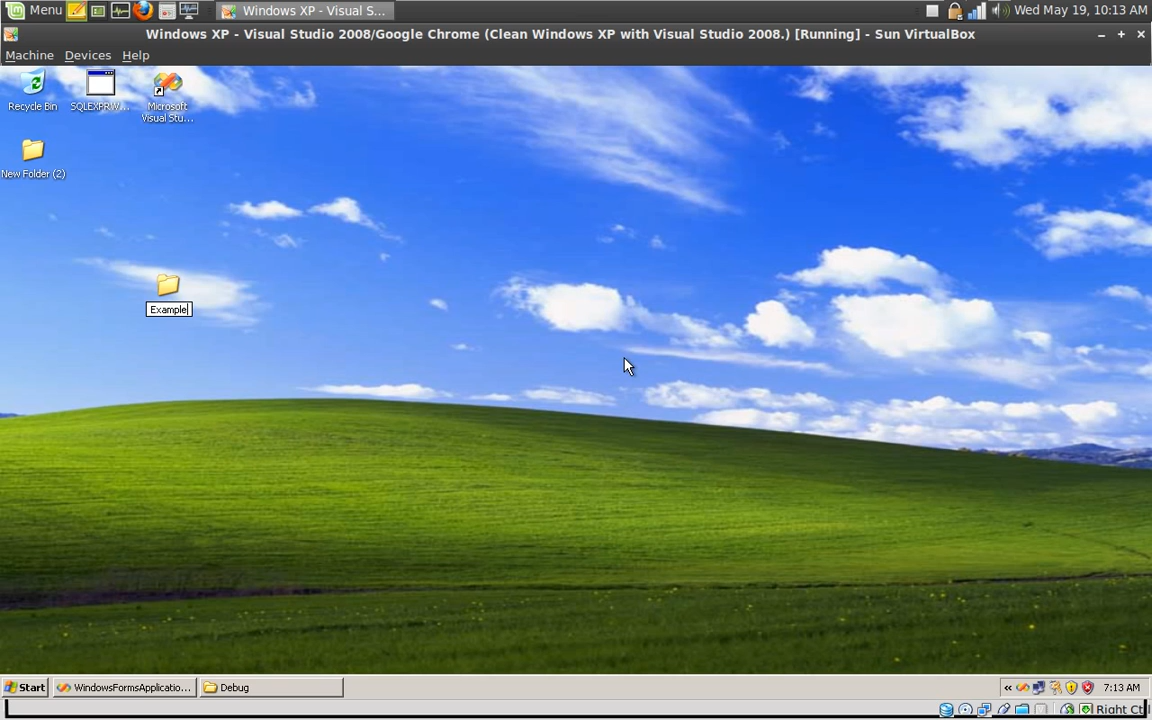 Menu
Windows XP - Visual S...
Wed May 19, 10:13 AM
Windows XP - Visual Studio 2008/Google Chrome (Clean Windows XP with Visual Studio 2008.) [Running] - Sun VirtualBox
Machine Devices Help
Recycle Bin
SQLEXPRW...
Microsoft
Visual Stu...
New Folder (2)
Example
Start
WindowsFormsApplicatio...
Debug
«
7:13 AM
Right Ctrl